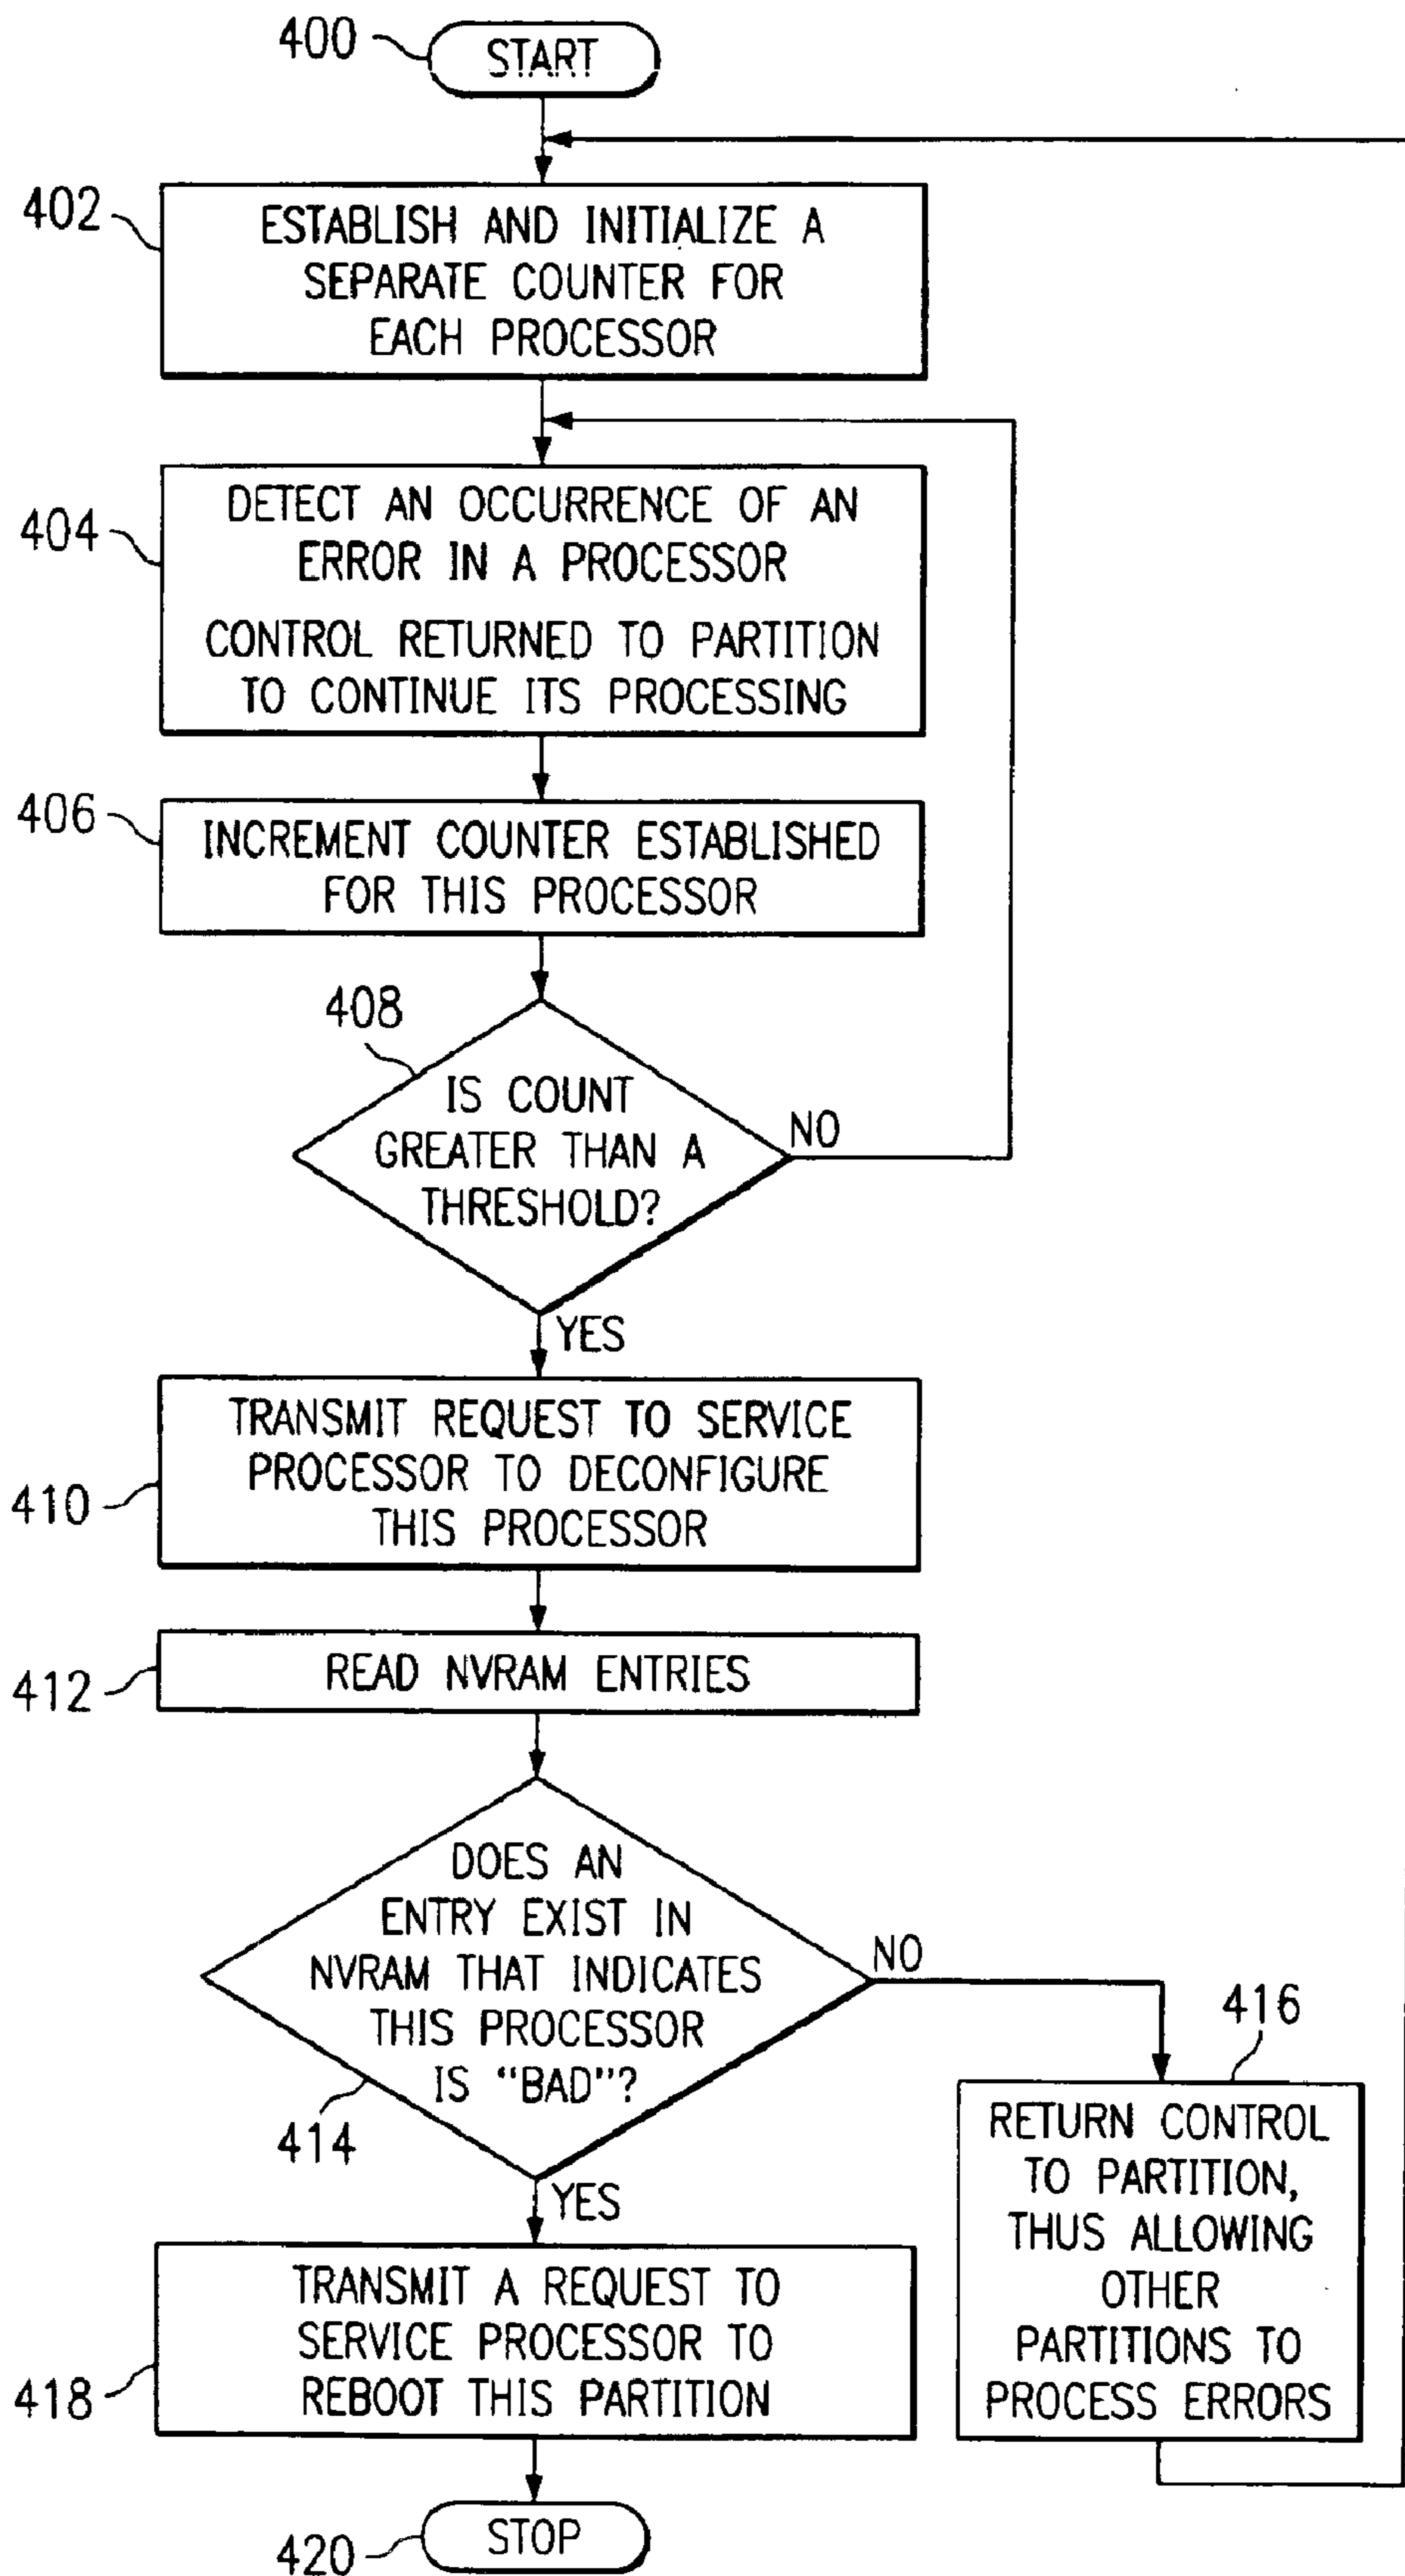 400
START
402
ESTABLISH AND INITIALIZE A
SEPARATE COUNTER FOR
EACH PROCESSOR
404
DETECT AN OCCURRENCE OF AN
ERROR IN A PROCESSOR
CONTROL RETURNED TO PARTITION
TO CONTINUE ITS PROCESSING
406
INCREMENT COUNTER ESTABLISHED
FOR THIS PROCESSOR
408
IS COUNT
GREATER THAN A
THRESHOLD?
NO
YES
410
TRANSMIT REQUEST TO SERVICE
PROCESSOR TO DECONFIGURE
THIS PROCESSOR
412
READ NVRAM ENTRIES
DOES AN
ENTRY EXIST IN
NVRAM THAT INDICATES
THIS PROCESSOR
IS "BAD"?
414
NO
YES
416
RETURN CONTROL
TO PARTITION,
THUS ALLOWING
OTHER
PARTITIONS TO
PROCESS ERRORS
418
TRANSMIT A REQUEST TO
SERVICE PROCESSOR TO
REBOOT THIS PARTITION
420
STOP